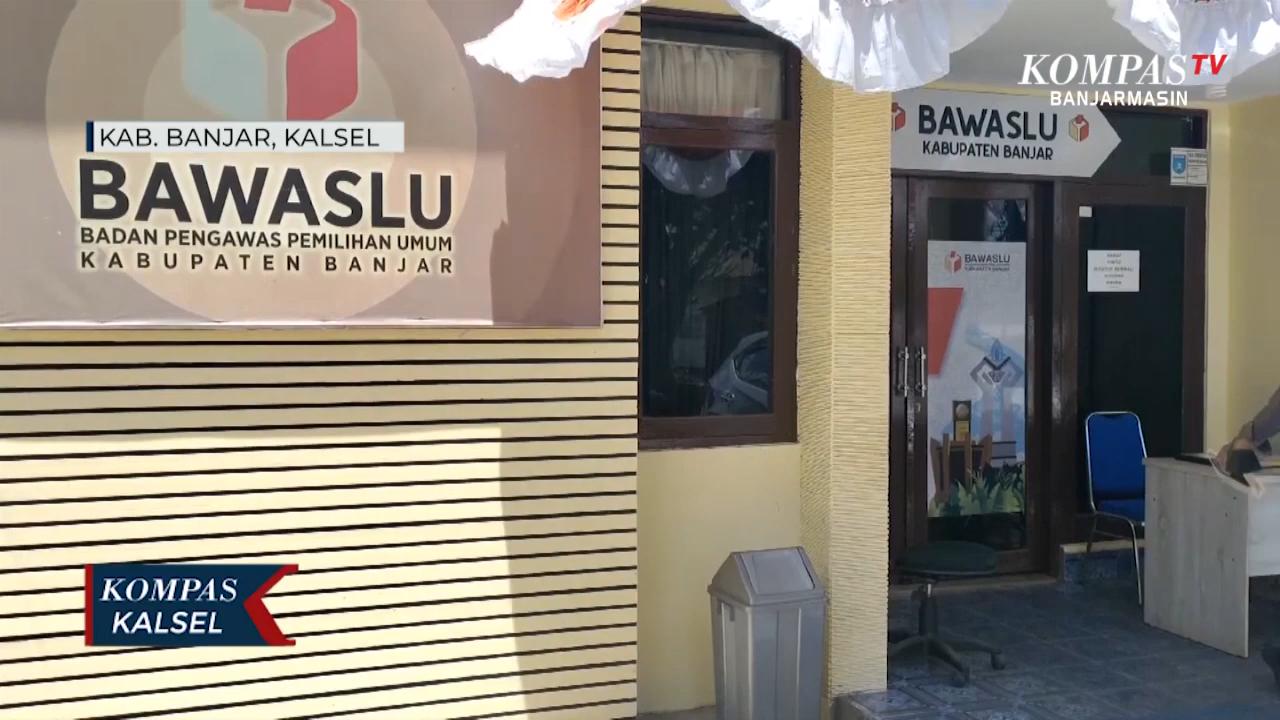 KOMPAS TV
BANJARMASIN
KAB. BANJAR, KALSEL
BAWASLU
BADAN PENGAWAS PEMILIHAN UMUM
KABUPATEN BANJAR
BAWASLU
KABUPATEN BANJAR
BAWASLU
KABUPATEN BANJAR
KOMPAS
KALSEL